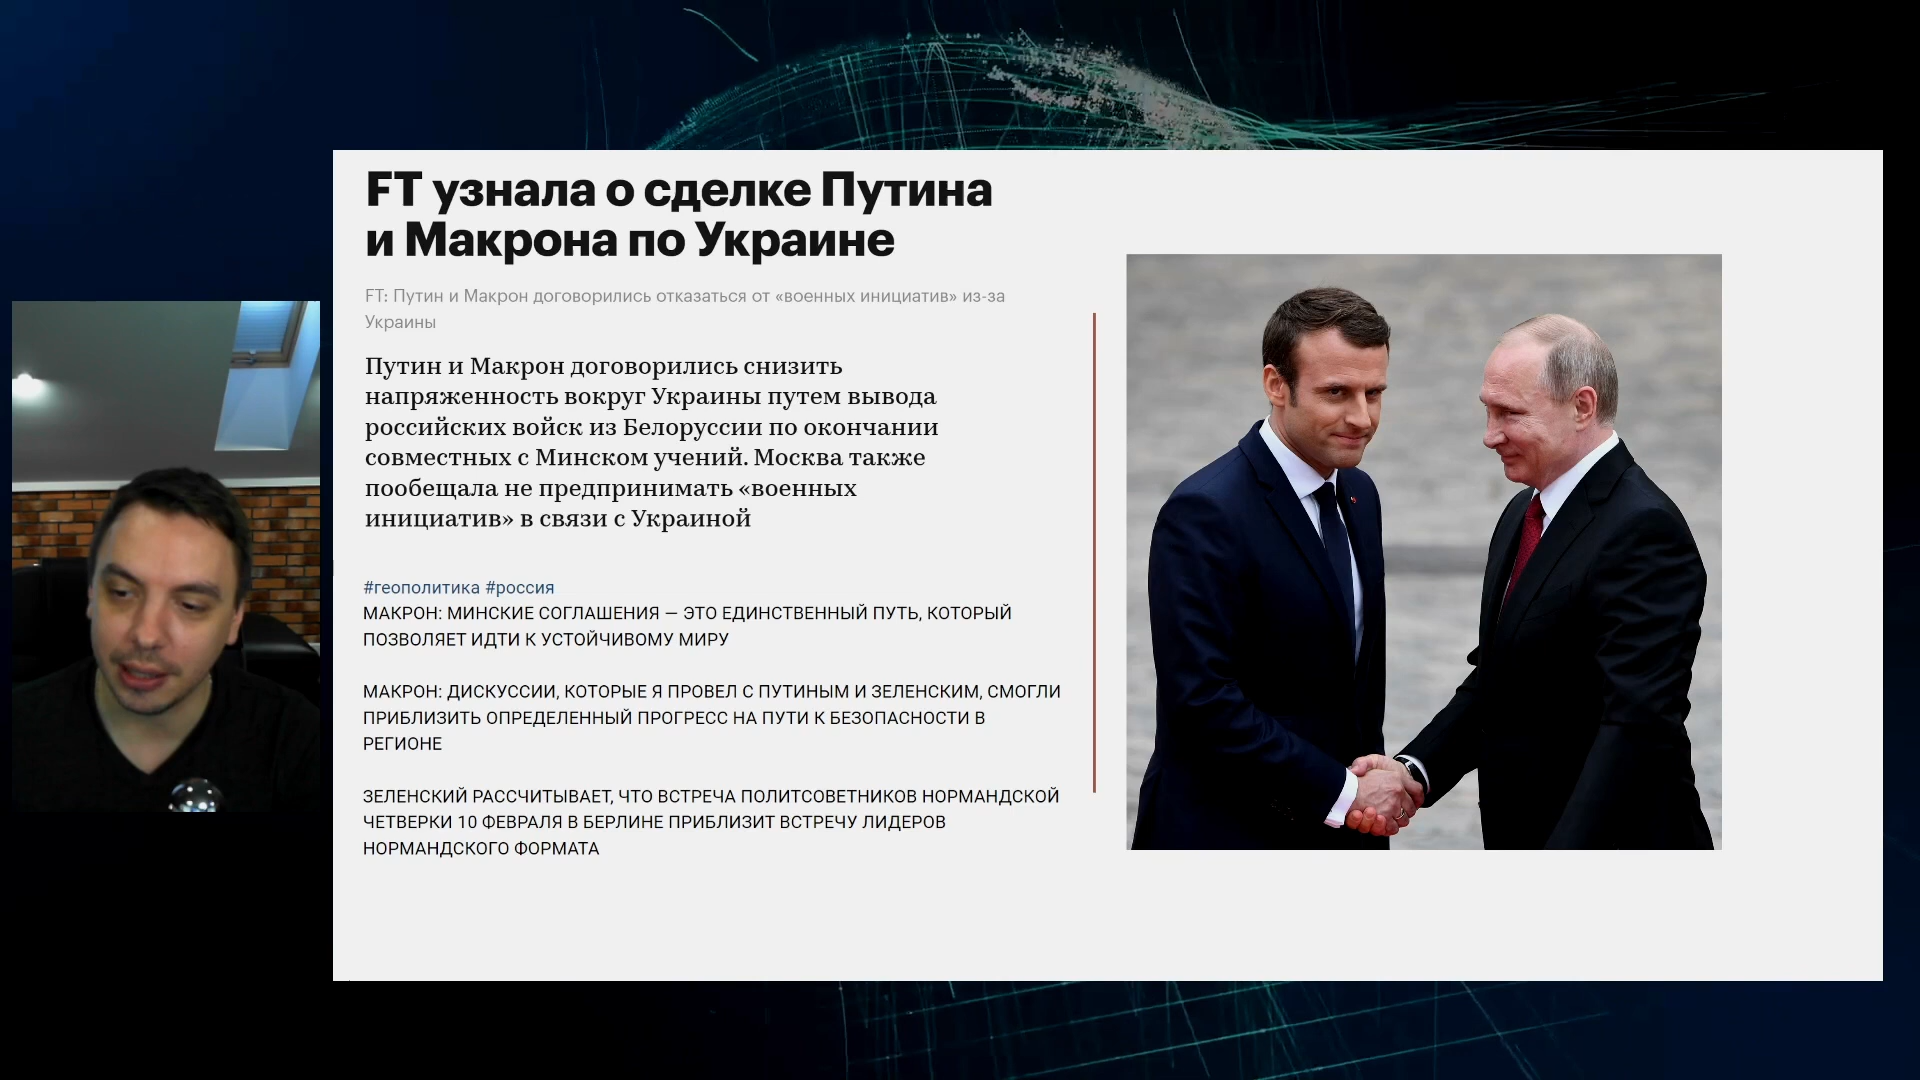 FT узнала о сделке Путина
и Макрона по Украине
FT: Путин и Макрон договорились отказаться от «военных инициатив» из-за
Украины
Путин и Макрон договорились снизить
напряженность вокруг Украины путем вывода
российских войск из Белоруссии по окончании
совместных с Минском учений. Москва также
пообещала не предпринимать «военных
инициатив» в связи с Украиной
#геополитика #россия
МАКРОН: МИНСКИЕ СОГЛАШЕНИЯ — ЭТО ЕДИНСТВЕННЫЙ ПУТЬ, КОТОРЫЙ
ПОЗВОЛЯЕТ ИДТИ К УСТОЙЧИВОМУ МИРУ
МАКРОН: ДИСКУССИИ, КОТОРЫЕ Я ПРОВЕЛ С ПУТИНЫМ И ЗЕЛЕНСКИМ, СМОГЛИ
ПРИБЛИЗИТЬ ОПРЕДЕЛЕННЫЙ ПРОГРЕСС НА ПУТИ К БЕЗОПАСНОСТИ В
РЕГИОНЕ
ЗЕЛЕНСКИЙ РАССЧИТЫВАЕТ, ЧТО ВСТРЕЧА ПОЛИТСОВЕТНИКОВ НОРМАНДСКОЙ
ЧЕТВЕРКИ 10 ФЕВРАЛЯ В БЕРЛИНЕ ПРИБЛИЗИТ ВСТРЕЧУ ЛИДЕРОВ
НОРМАНДСКОГО ФОРМАТА